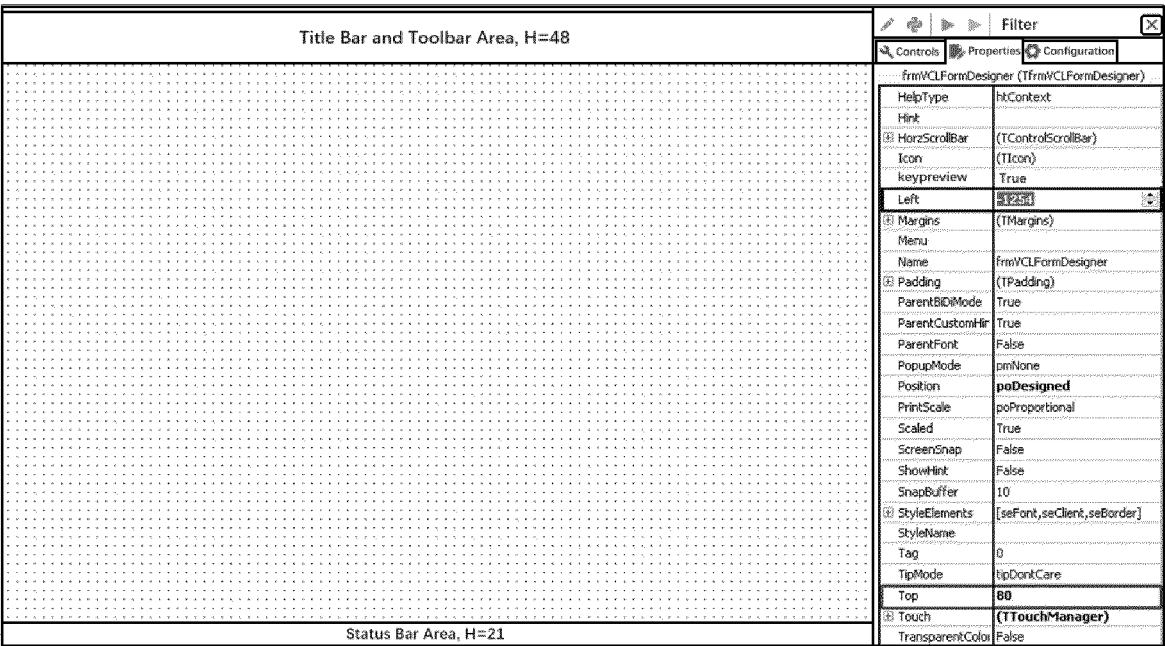 Title Bar and Toolbar Area, H=48
Status Bar Area, H=21
Filter
Controls Properties Configuration
frmVCLFormDesigner (TfrmVCLFormDesigner)
HelpType htContext
Hint
HorzScrollBar (TControlScrollBar)
Icon (TIcon)
keypreview True
Left -1254
Margins (TMargins)
Menu
Name frmVCLFormDesigner
Padding (TPadding)
ParentBiDiMode True
ParentCustomHir True
ParentFont False
PopupMode pmNone
Position poDesigned
PrintScale poProportional
Scaled True
ScreenSnap False
ShowHint False
SnapBuffer 10
StyleElements [seFont,seClient,seBorder]
StyleName
Tag 0
TipMode tipDontCare
Top 80
Touch (TTouchManager)
TransparentColor False